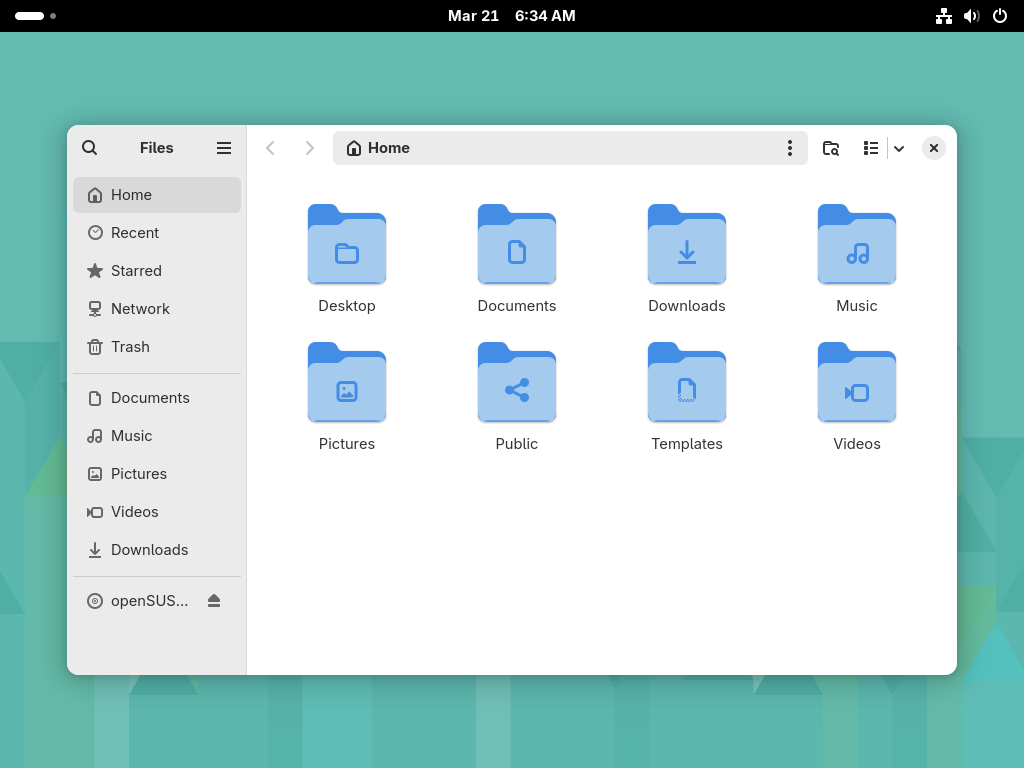 Mar 21 6:34 AM
Files
Home
Home
Recent
Starred
Network
Trash
Documents
Music
Pictures
Videos
Downloads
openSUS...
Desktop
Documents
Downloads
Music
Pictures
Public
Templates
Videos